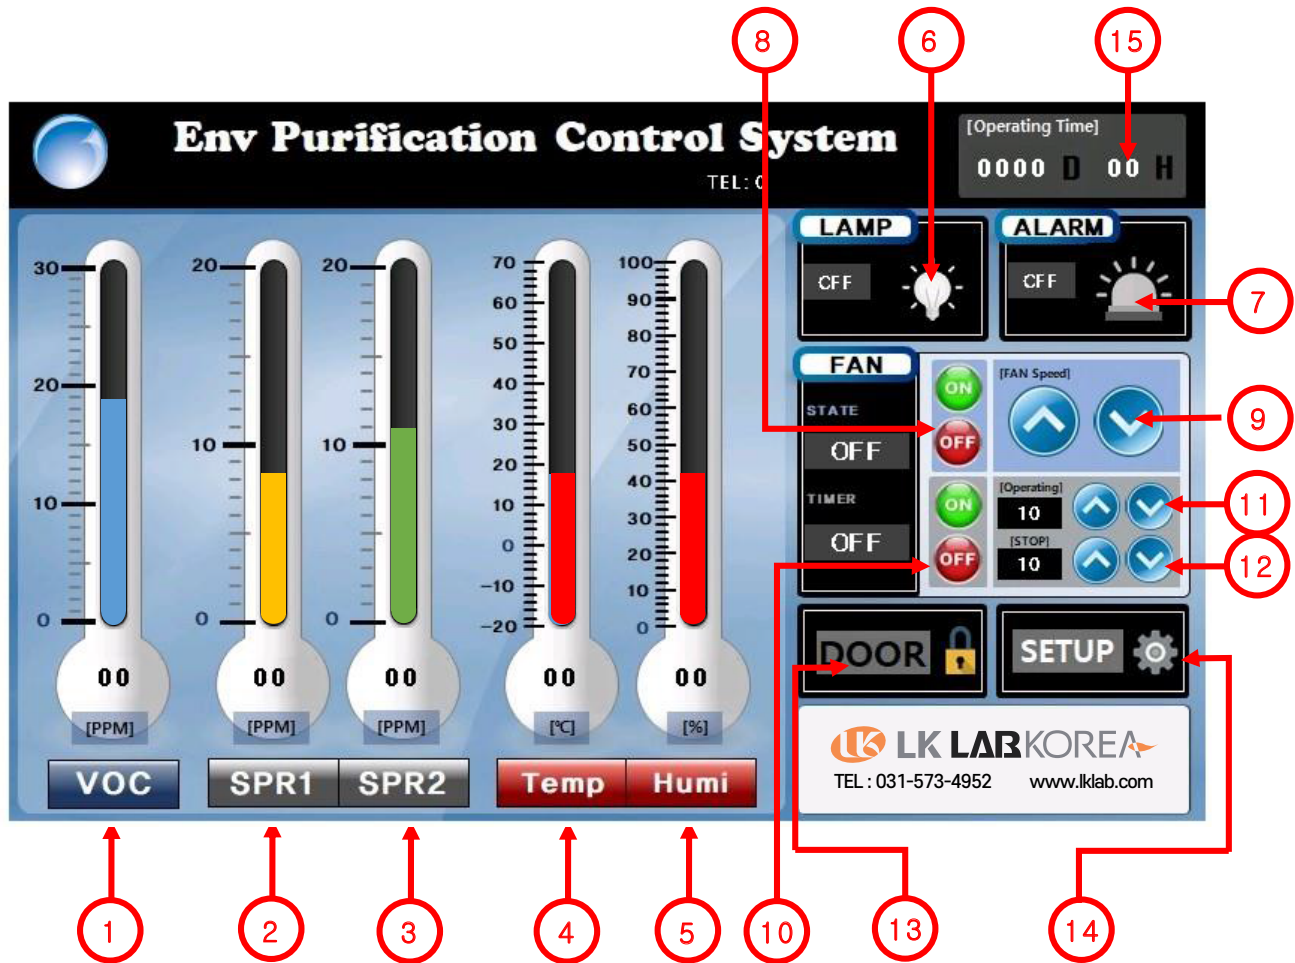 8 6 15
Env Purification Control System
TEL: 0
[Operating Time]
0000 D 00 H
LAMP
OFF
ALARM
OFF
7
30
20
10
0
20
10
0
20
10
0
70
60
50
40
30
20
10
0
-10
-20
100
90
80
70
60
50
40
30
20
10
0
00
[PPM]
00
[PPM]
00
[PPM]
00
[℃]
00
[%]
VOC
SPR1
SPR2
Temp
Humi
FAN
STATE
OFF
TIMER
OFF
ON
OFF
[FAN Speed]
9
ON
OFF
[Operating]
10
11
[STOP]
10
12
DOOR
SETUP
LK LABKOREA
TEL : 031-573-4952 www.lklab.com
1 2 3 4 5 10 13 14